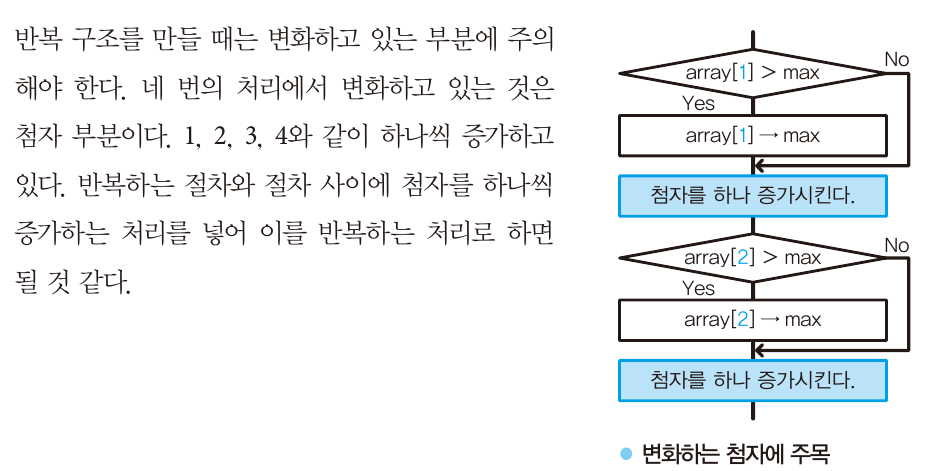 반복 구조를 만들 때는 변화하고 있는 부분에 주의
해야 한다. 네 번의 처리에서 변화하고 있는 것은
첨자 부분이다. 1, 2, 3, 4와 같이 하나씩 증가하고
있다. 반복하는 절차와 절차 사이에 첨자를 하나씩
증가하는 처리를 넣어 이를 반복하는 처리로 하면
될 것 같다.
array[1] > max
No
Yes
array[1] → max
첨자를 하나 증가시킨다.
array[2] > max
No
Yes
array[2] → max
첨자를 하나 증가시킨다.
● 변화하는 첨자에 주목